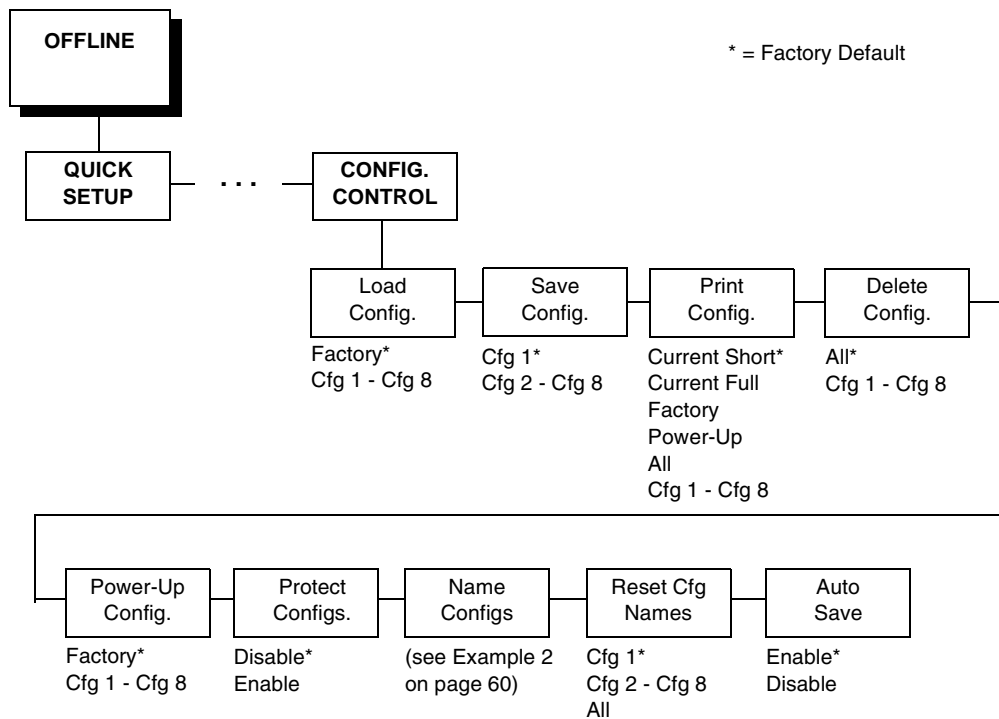 OFFLINE
* = Factory Default
QUICK
SETUP
. . .
CONFIG.
CONTROL
Load
Config.
Factory*
Cfg 1 - Cfg 8
Save
Config.
Cfg 1*
Cfg 2 - Cfg 8
Print
Config.
Current Short*
Current Full
Factory
Power-Up
All
Cfg 1 - Cfg 8
Delete
Config.
All*
Cfg 1 - Cfg 8
Power-Up
Config.
Factory*
Cfg 1 - Cfg 8
Protect
Configs.
Disable*
Enable
Name
Configs
(see Example 2
on page 60)
Reset Cfg
Names
Cfg 1*
Cfg 2 - Cfg 8
All
Auto
Save
Enable*
Disable